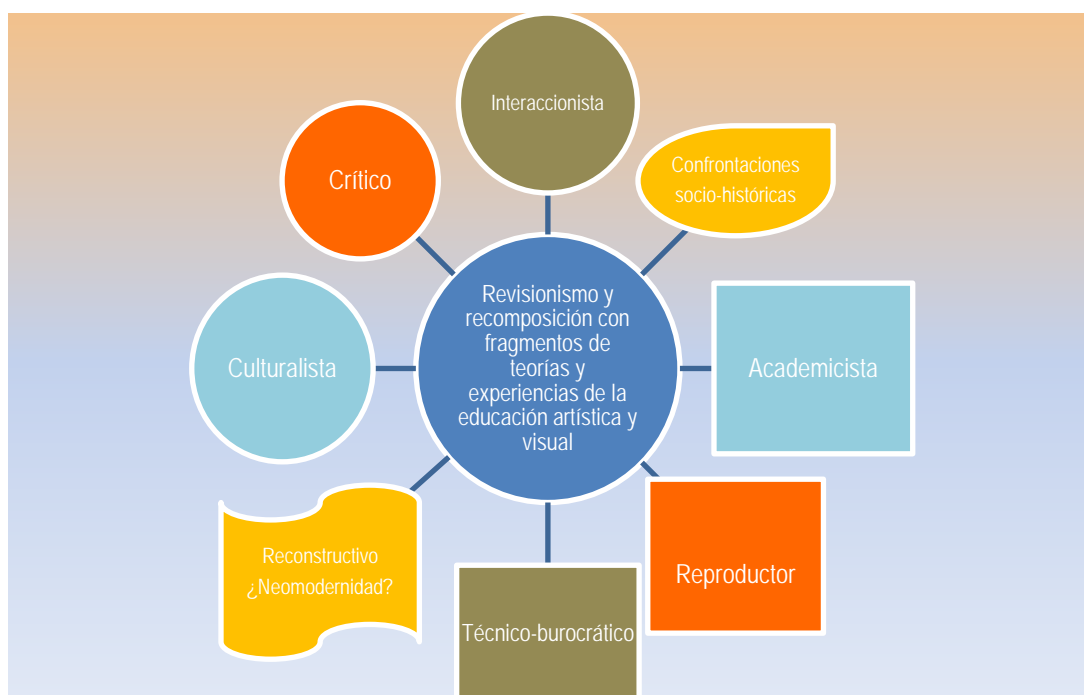 Interaccionista
Confrontaciones
socio-históricas
Crítico
Revisionismo y
recomposición con
fragmentos de
teorías y
experiencias de la
educación artística y
visual
Culturalista
Academicista
Reconstructivo
¿Neomodernidad?
Reproductor
Técnico-burocrático